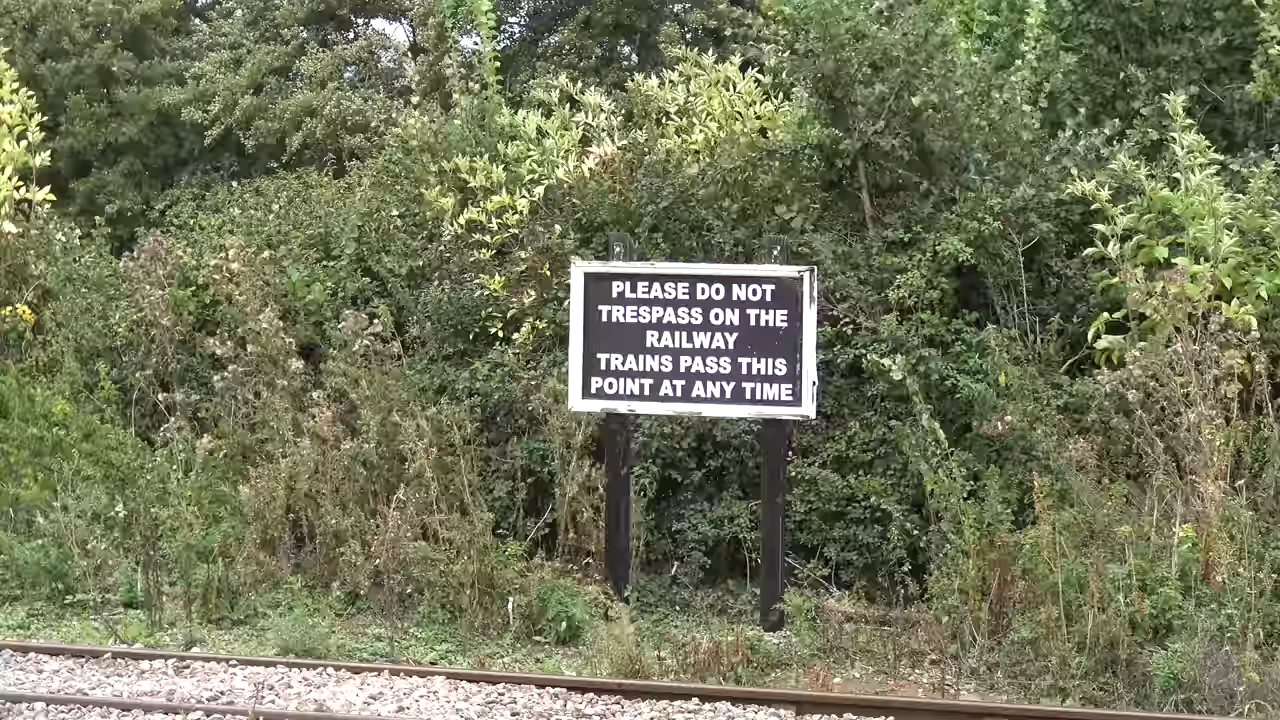 PLEASE DO NOT
TRESPASS ON THE
RAILWAY
TRAINS PASS THIS
POINT AT ANY TIME